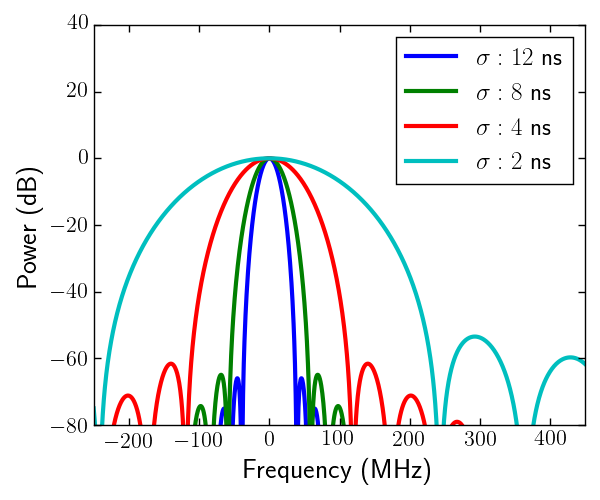 40
20
0
−20
−40
−60
−80
Power (dB)
σ : 12 ns
σ : 8 ns
σ : 4 ns
σ : 2 ns
−200 −100 0 100 200 300 400
Frequency (MHz)